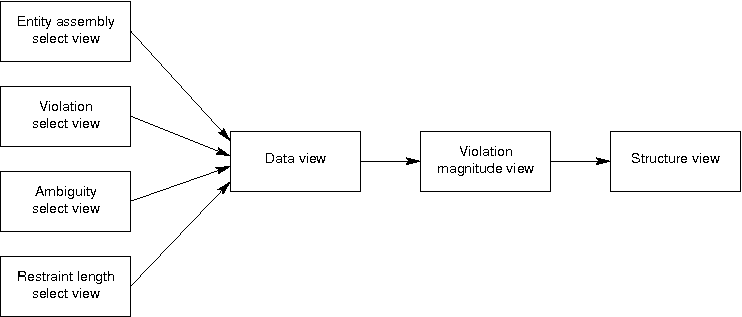 Entity assembly
select view
Violation
select view
Ambiguity
select view
Restraint length
select view
Data view
Violation
magnitude view
Structure view